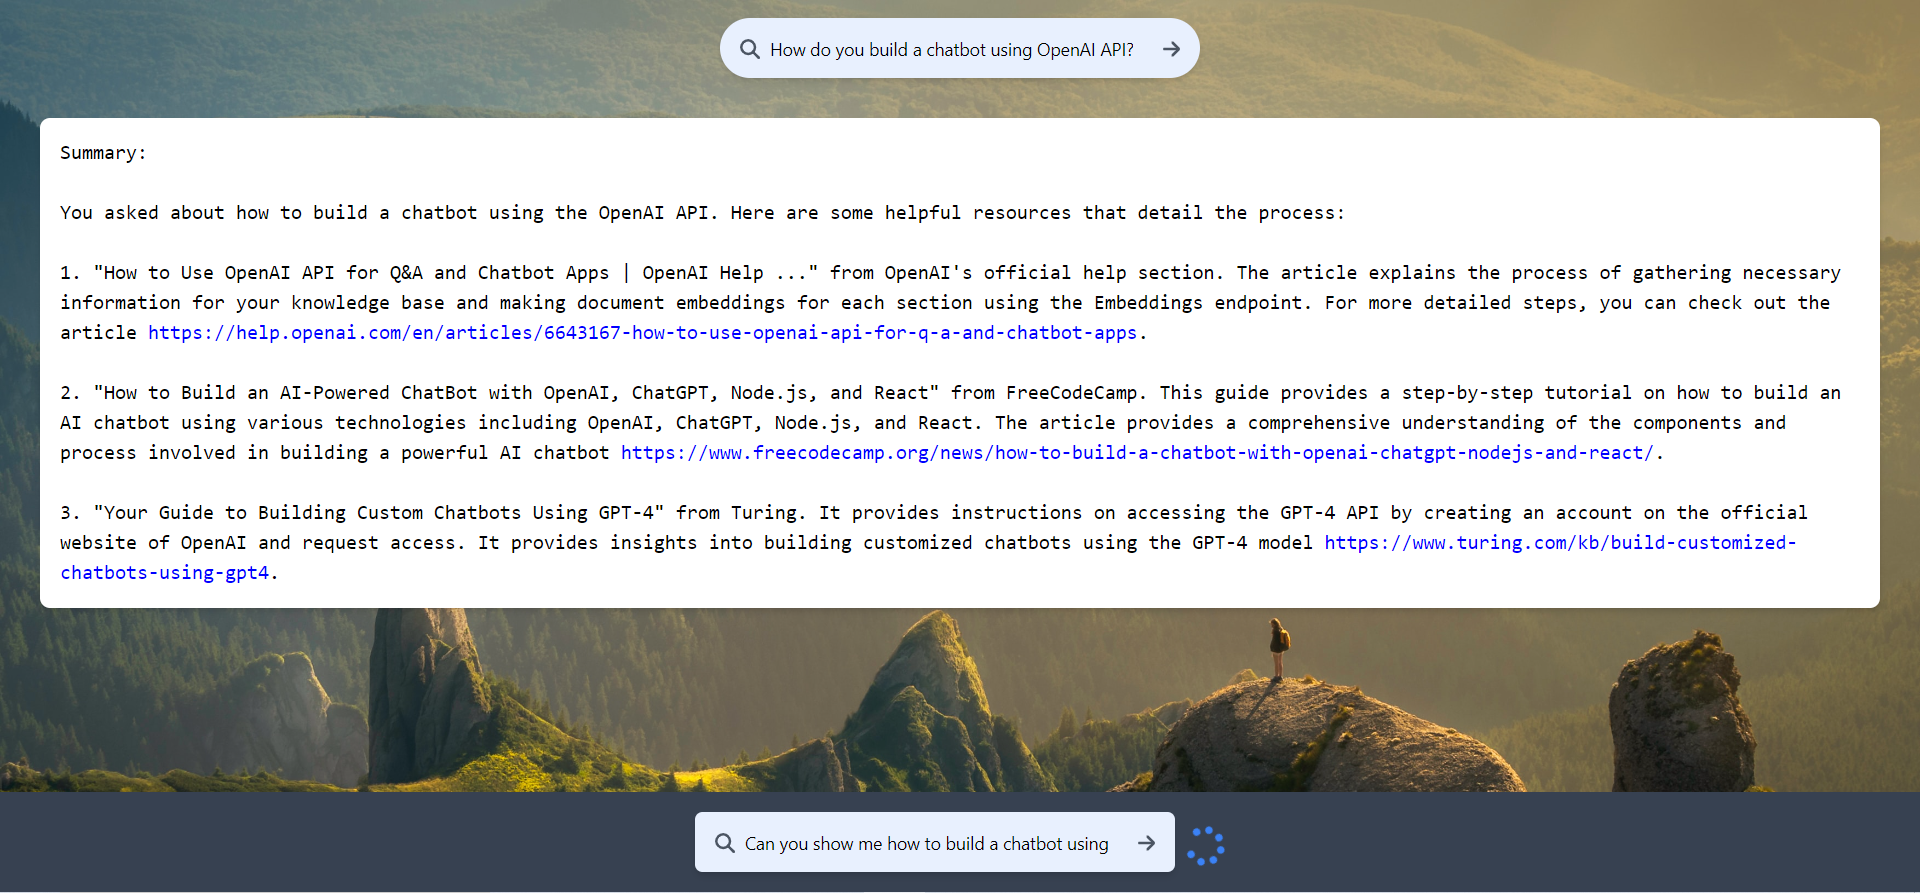 How do you build a chatbot using OpenAI API?
Summary:
You asked about how to build a chatbot using the OpenAI API. Here are some helpful resources that detail the process:
1. "How to Use OpenAI API for Q&A and Chatbot Apps | OpenAI Help ..." from OpenAI's official help section. The article explains the process of gathering necessary
information for your knowledge base and making document embeddings for each section using the Embeddings endpoint. For more detailed steps, you can check out the
article https://help.openai.com/en/articles/6643167-how-to-use-openai-api-for-q-a-and-chatbot-apps.
2. "How to Build an AI-Powered ChatBot with OpenAI, ChatGPT, Node.js, and React" from FreeCodeCamp. This guide provides a step-by-step tutorial on how to build an
AI chatbot using various technologies including OpenAI, ChatGPT, Node.js, and React. The article provides a comprehensive understanding of the components and
process involved in building a powerful AI chatbot https://www.freecodecamp.org/news/how-to-build-a-chatbot-with-openai-chatgpt-nodejs-and-react/.
3. "Your Guide to Building Custom Chatbots Using GPT-4" from Turing. It provides instructions on accessing the GPT-4 API by creating an account on the official
website of OpenAI and request access. It provides insights into building customized chatbots using the GPT-4 model https://www.turing.com/kb/build-customized-
chatbots-using-gpt4.
Can you show me how to build a chatbot using